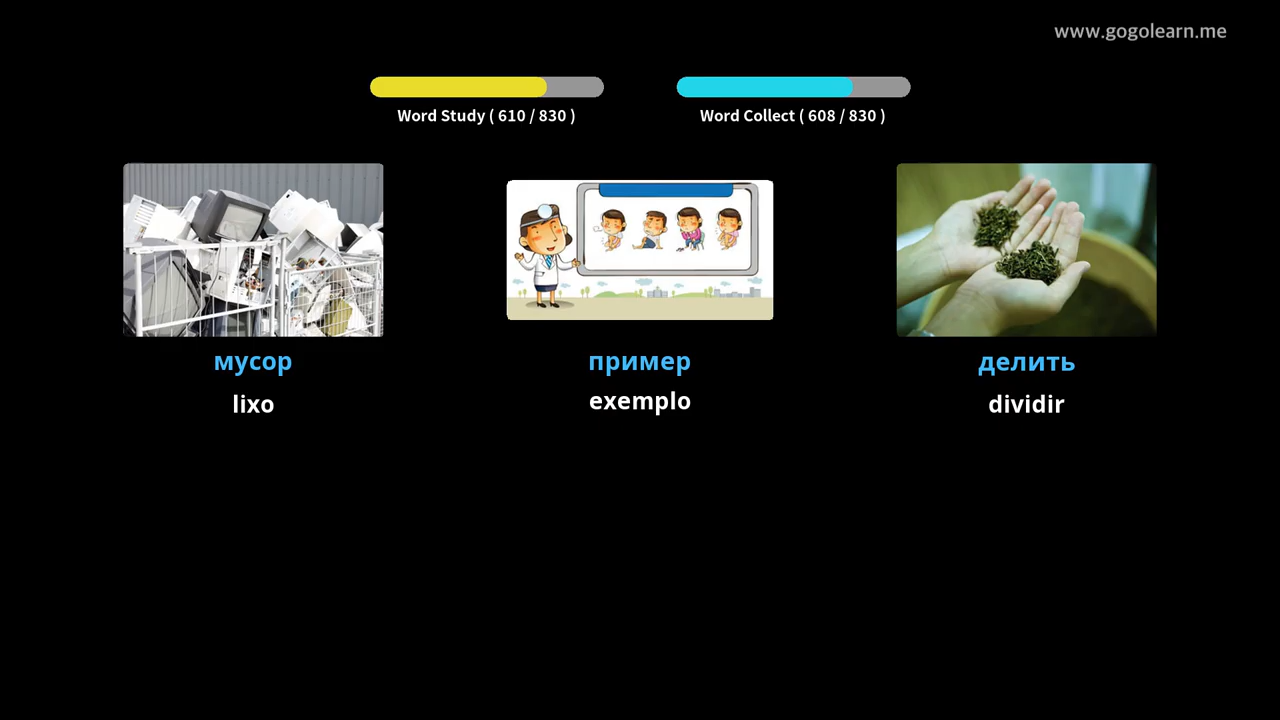 www.gogolearn.me
Word Study ( 610 / 830 )
Word Collect ( 608 / 830 )
мусор
lixo
пример
exemplo
делить
dividir